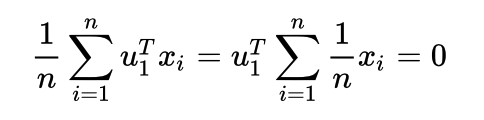 $\frac{1}{n} \sum_{i=1}^{n} u_1^T x_i = u_1^T \sum_{i=1}^{n} \frac{1}{n} x_i = 0$